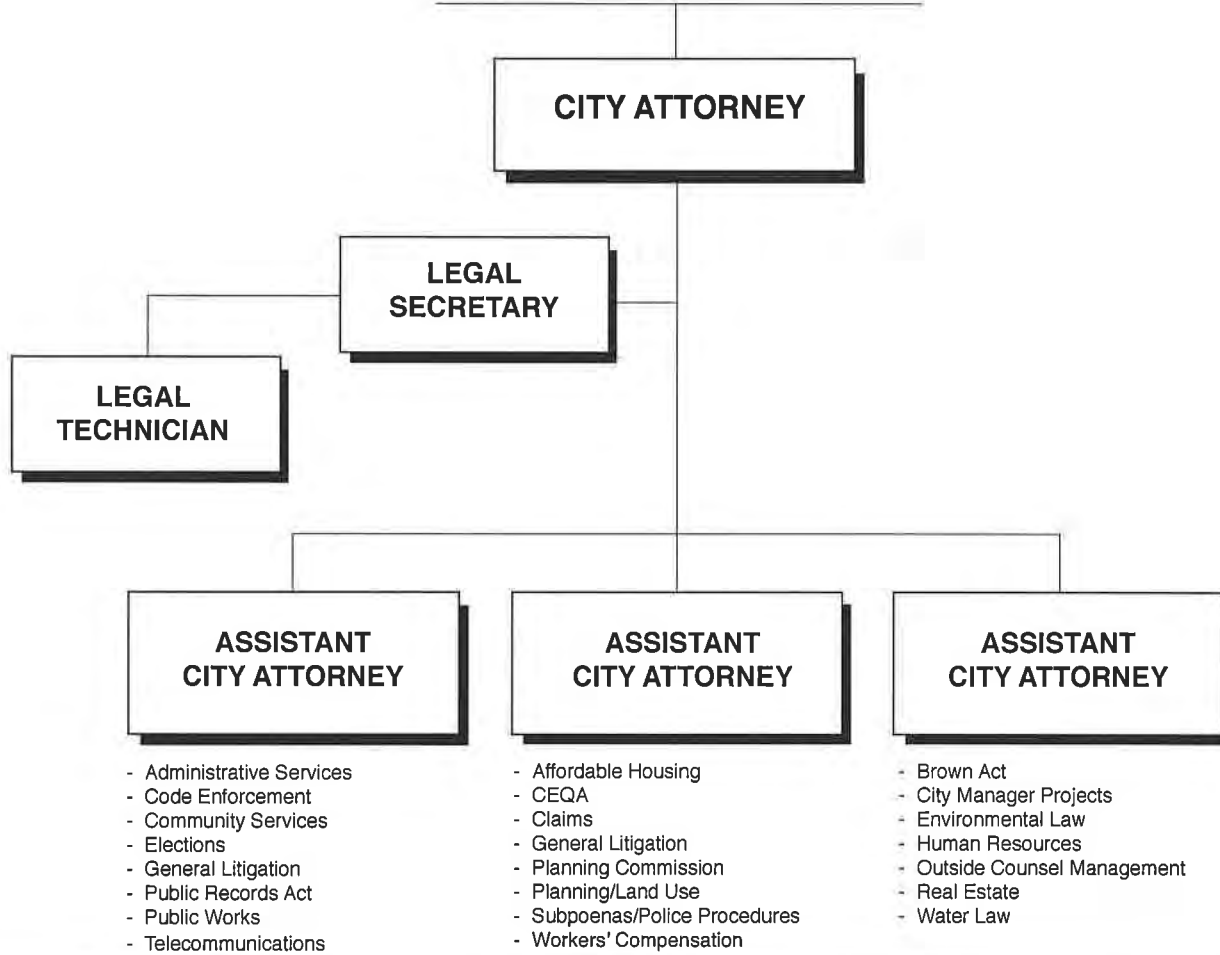 CITY ATTORNEY
LEGAL
SECRETARY
LEGAL
TECHNICIAN
ASSISTANT
CITY ATTORNEY
- Administrative Services
- Code Enforcement
- Community Services
- Elections
- General Litigation
- Public Records Act
- Public Works
- Telecommunications
ASSISTANT
CITY ATTORNEY
- Affordable Housing
- CEQA
- Claims
- General Litigation
- Planning Commission
- Planning/Land Use
- Subpoenas/Police Procedures
- Workers' Compensation
ASSISTANT
CITY ATTORNEY
- Brown Act
- City Manager Projects
- Environmental Law
- Human Resources
- Outside Counsel Management
- Real Estate
- Water Law